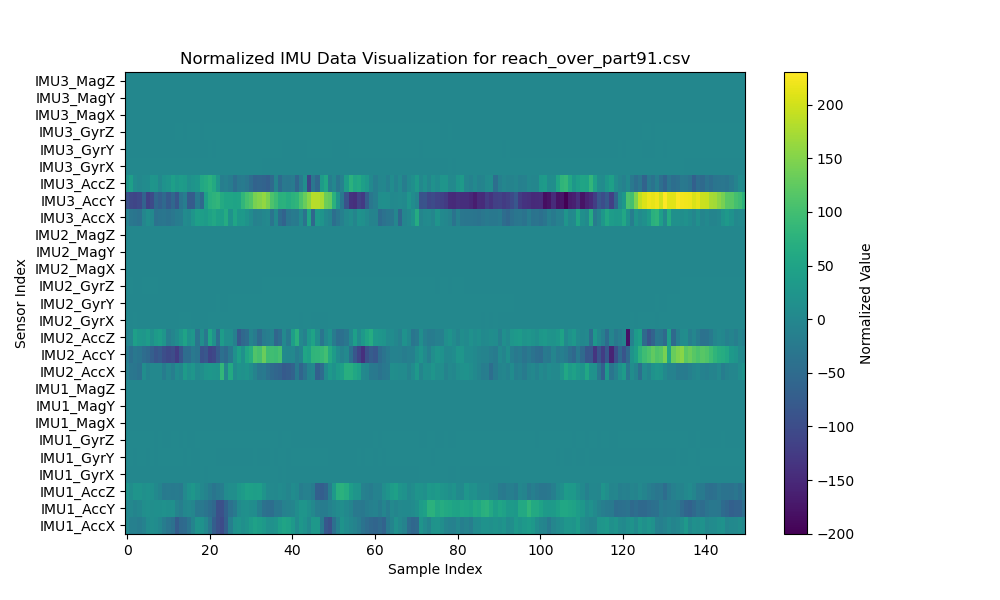 Normalized IMU Data Visualization for reach_over_part91.csv
IMU3_MagZ
IMU3_MagY
IMU3_MagX
IMU3_GyrZ
IMU3_GyrY
IMU3_GyrX
IMU3_AccZ
IMU3_AccY
IMU3_AccX
IMU2_MagZ
IMU2_MagY
IMU2_MagX
IMU2_GyrZ
IMU2_GyrY
IMU2_GyrX
IMU2_AccZ
IMU2_AccY
IMU2_AccX
IMU1_MagZ
IMU1_MagY
IMU1_MagX
IMU1_GyrZ
IMU1_GyrY
IMU1_GyrX
IMU1_AccZ
IMU1_AccY
IMU1_AccX
Sensor Index
0 20 40 60 80 100 120 140
Sample Index
200
150
100
50
0
−50
−100
−150
−200
Normalized Value